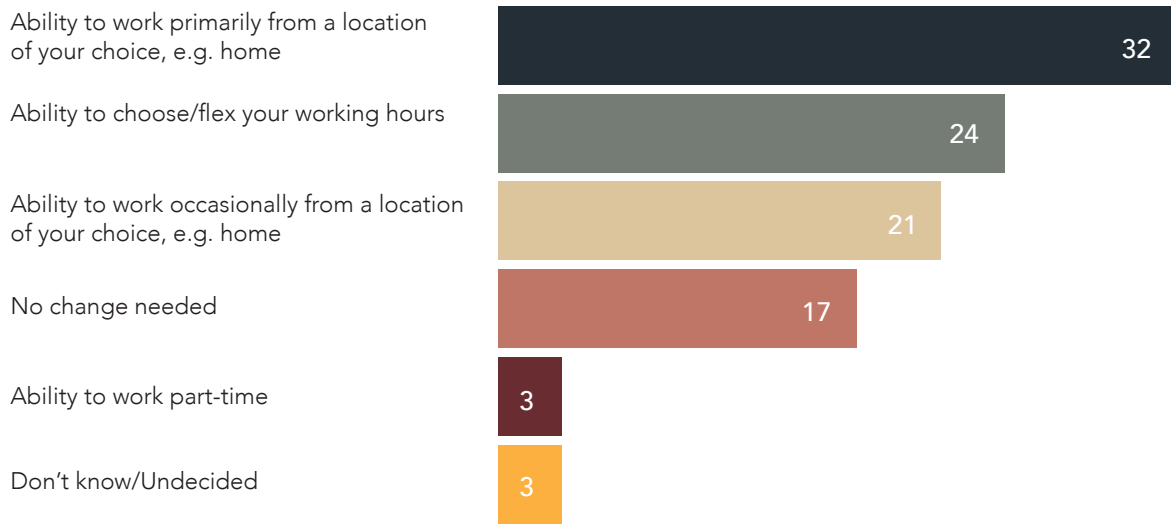 Ability to work primarily from a location
of your choice, e.g. home
32
Ability to choose/flex your working hours
24
Ability to work occasionally from a location
of your choice, e.g. home
21
No change needed
17
Ability to work part-time
3
Don’t know/Undecided
3